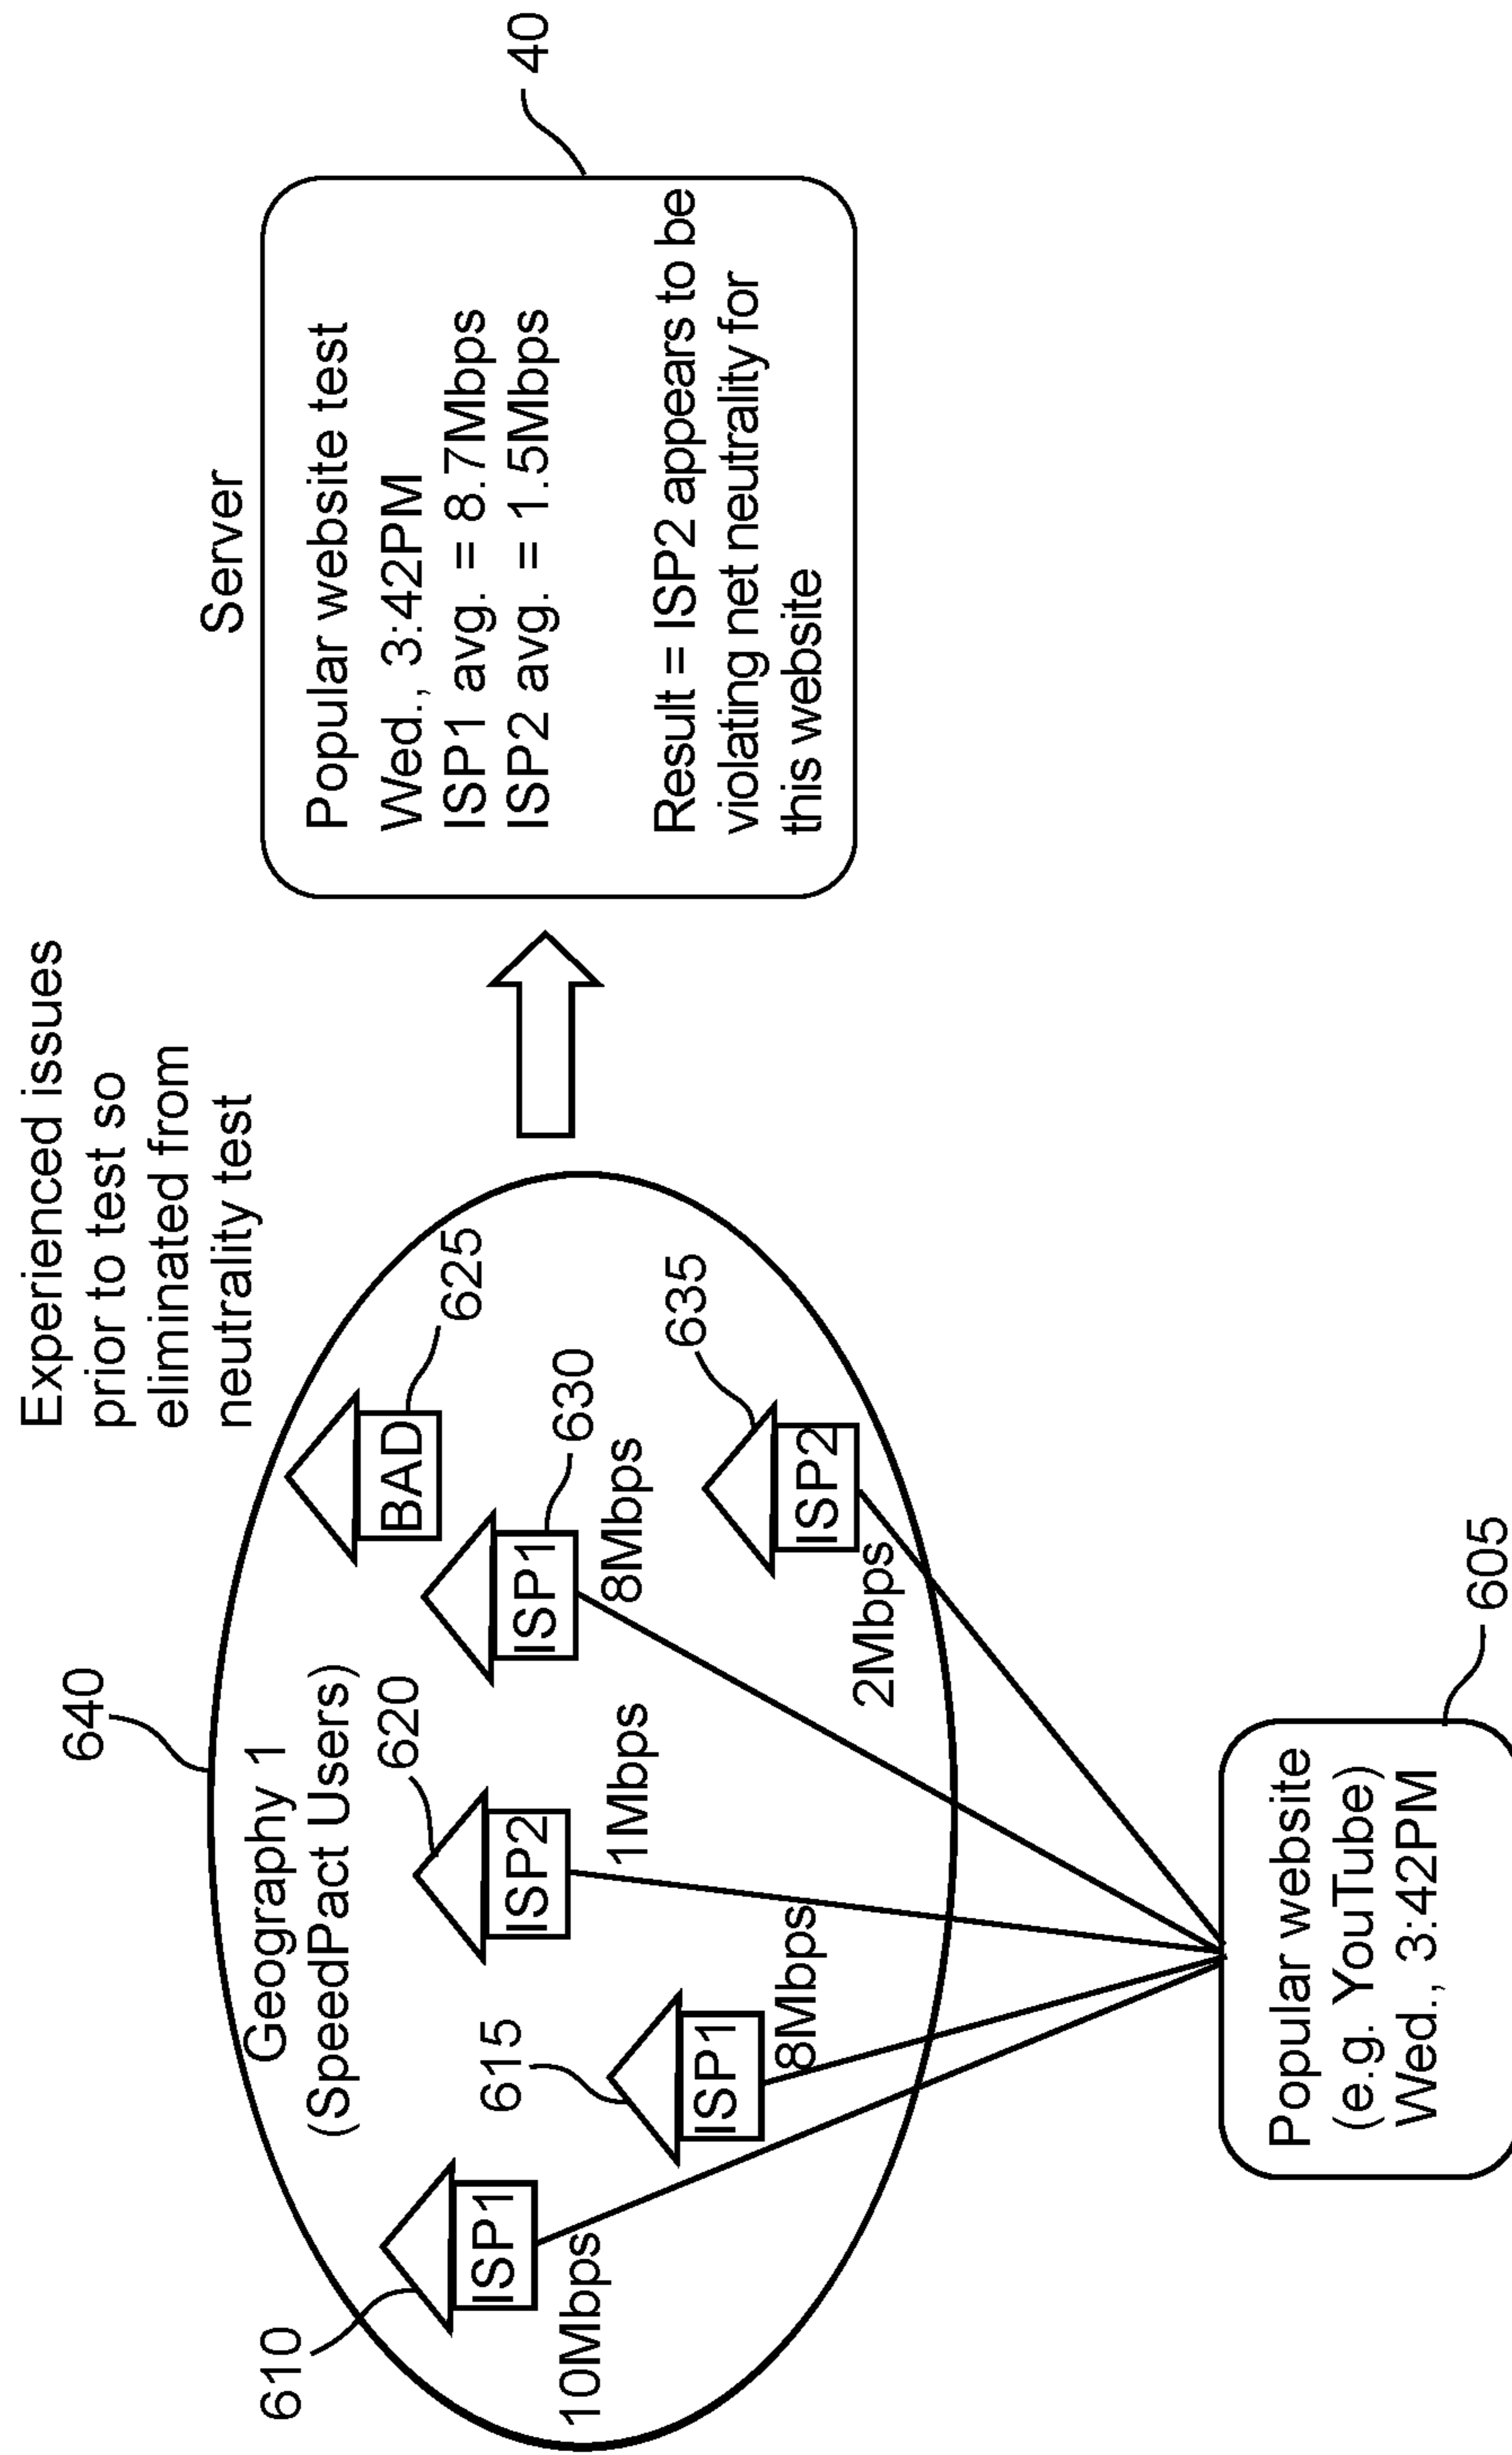 Experienced issues
prior to test so
eliminated from
neutrality test
640
Geography 1
(SpeedPact Users)
610
ISP1
10Mbps
615
ISP1
8Mbps
620
ISP2
1Mbps
BAD
625
ISP1
630
8Mbps
635
ISP2
2Mbps
Popular website
(e.g. YouTube)
Wed., 3:42PM
605
Server
Popular website test
Wed., 3:42PM
ISP1 avg. = 8.7Mbps
ISP2 avg. = 1.5Mbps
Result = ISP2 appears to be
violating net neutrality for
this website
40